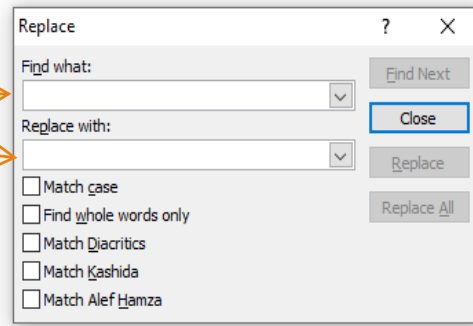 Replace ?
Find what:
Find Next
Close
Replace with:
Replace
Match case
Replace All
Find whole words only
Match Diacritics
Match Kashida
Match Alef Hamza